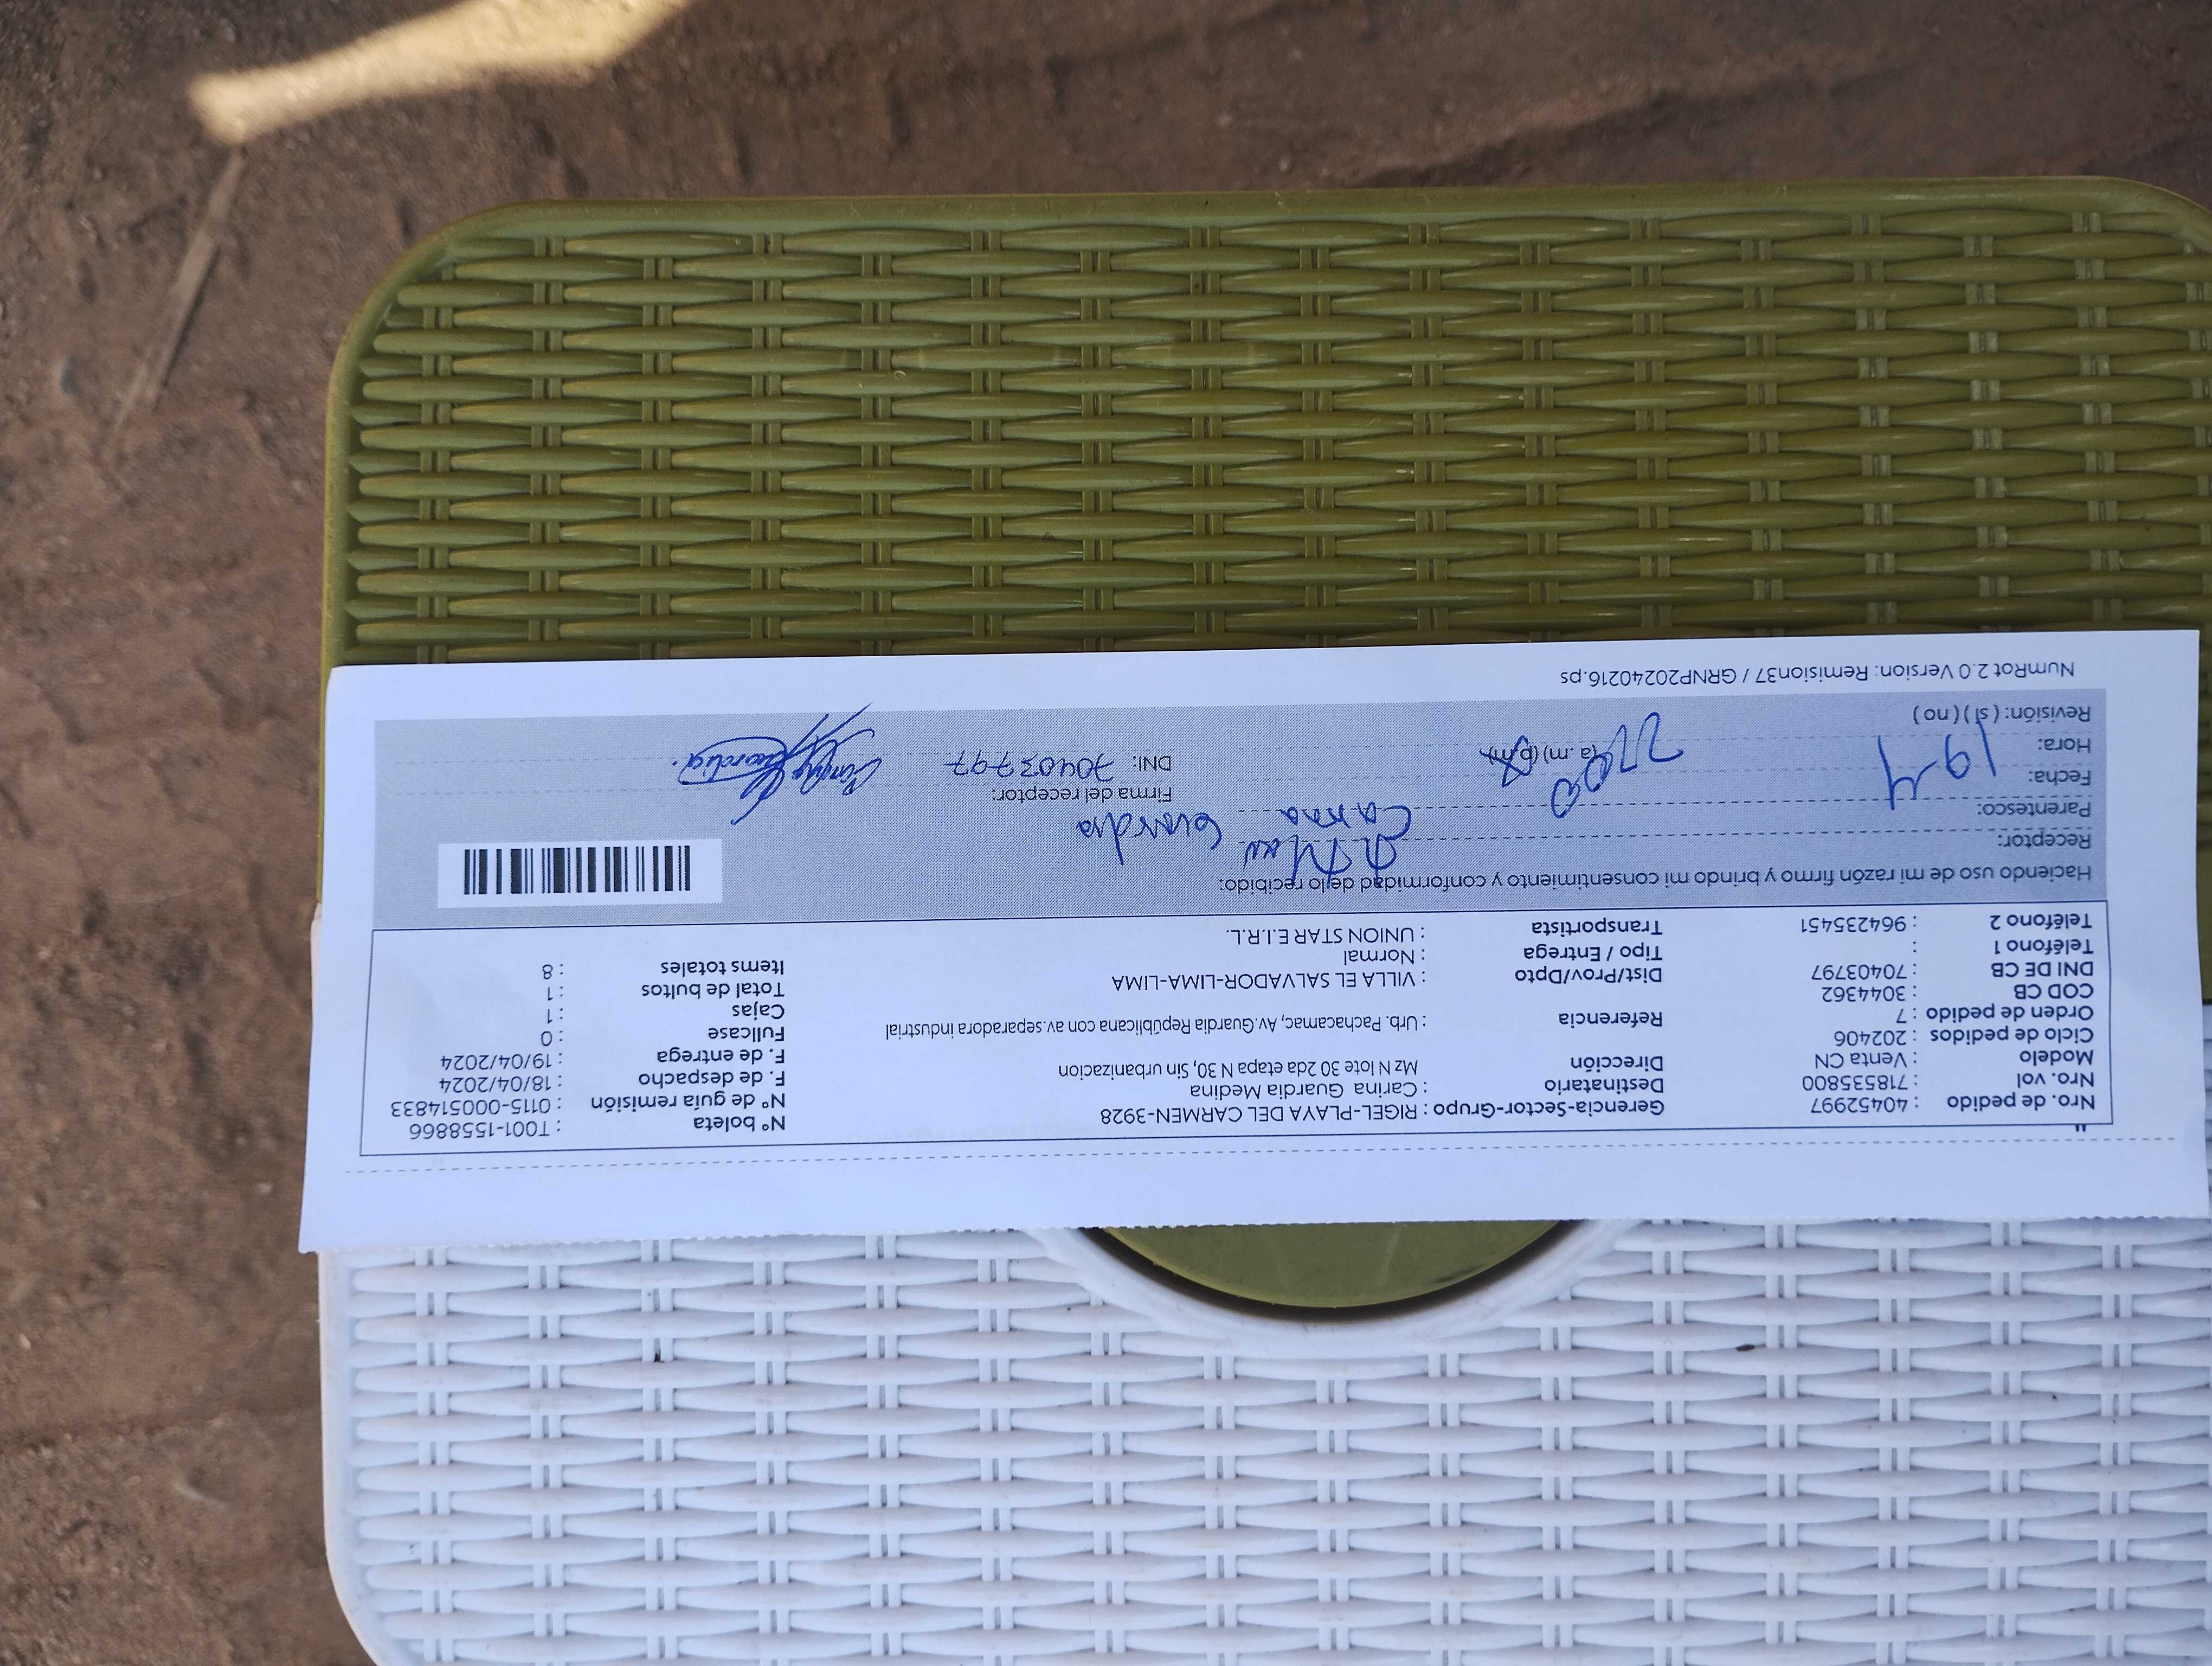 Nro. de pedido : 40452997 Gerencia-Sector-Grupo : RIGEL-PLAYA DEL CARMEN-3928 N° boleta : T001-1558866
Nro. vol : 718535800 Destinatario : Carina Guardia Medina N° de guía remisión : 0115-000514833
Modelo : Venta CN Dirección Mz N lote 30 2da etapa N 30, Sin urbanizacion F. de despacho : 18/04/2024
Ciclo de pedidos : 202406 F. de entrega : 19/04/2024
Orden de pedido : 7 Referencia : Urb. Pachacamac, Av.Guardia Repúblicana con av.separadora industrial Fullcase : 0
COD CB : 3044362 Cajas : 1
DNI DE CB : 70403797 Dist/Prov/Dpto : VILLA EL SALVADOR-LIMA-LIMA Total de bultos : 1
Teléfono 1 : Tipo / Entrega : Normal Items totales : 8
Teléfono 2 : 964235451 Transportista : UNION STAR E.I.R.L.
Haciendo uso de mi razón firmo y brindo mi consentimiento y conformidad de lo recibido:
Receptor:
Parentesco: Guardia
Fecha: 19-4 Firma del receptor:
Hora: (a .m) (p.m) DNI: 70403797
Revisión: ( sí ) ( no )
NumRot 2.0 Version: Remision37 / GRNP20240216.ps